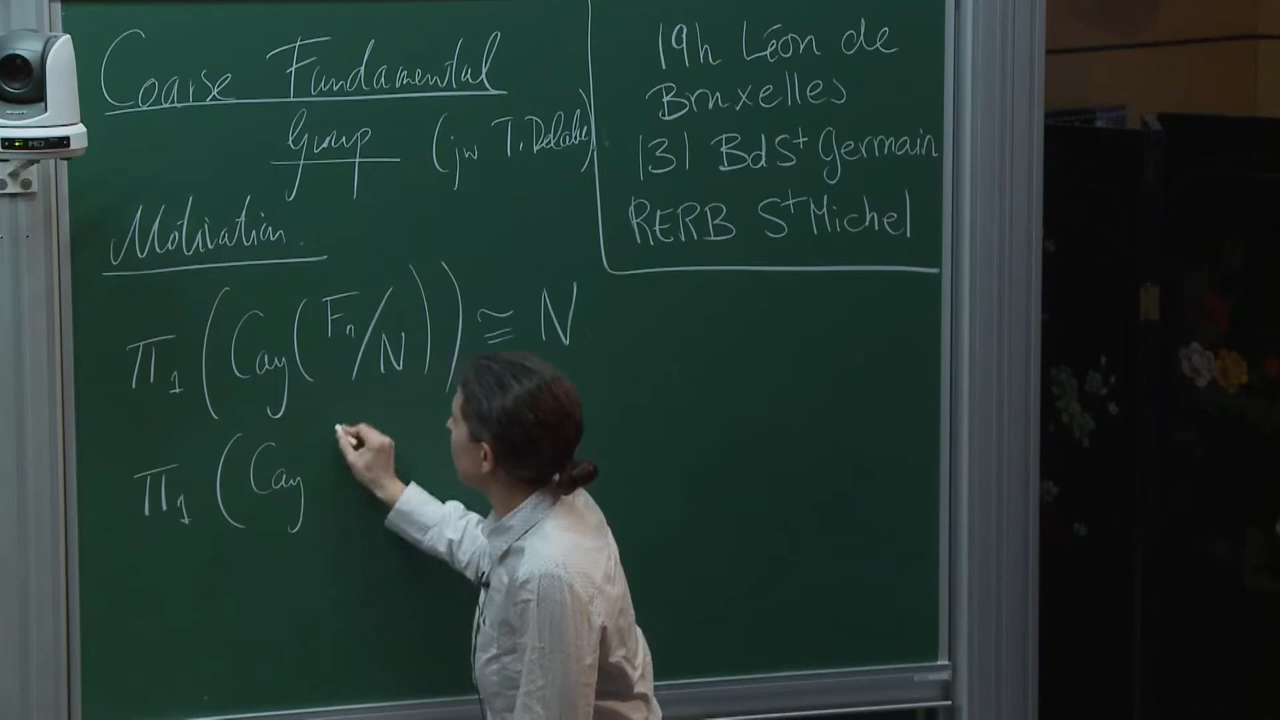 Coarse Fundamental
Group (jw T. Delabie)
Motivation.
π₁(Cay(Fₙ/N)) ≅ N
π₁(Cay
19h Léon de
Bruxelles
131 Bd Sᵗ Germain
RERB Sᵗ Michel